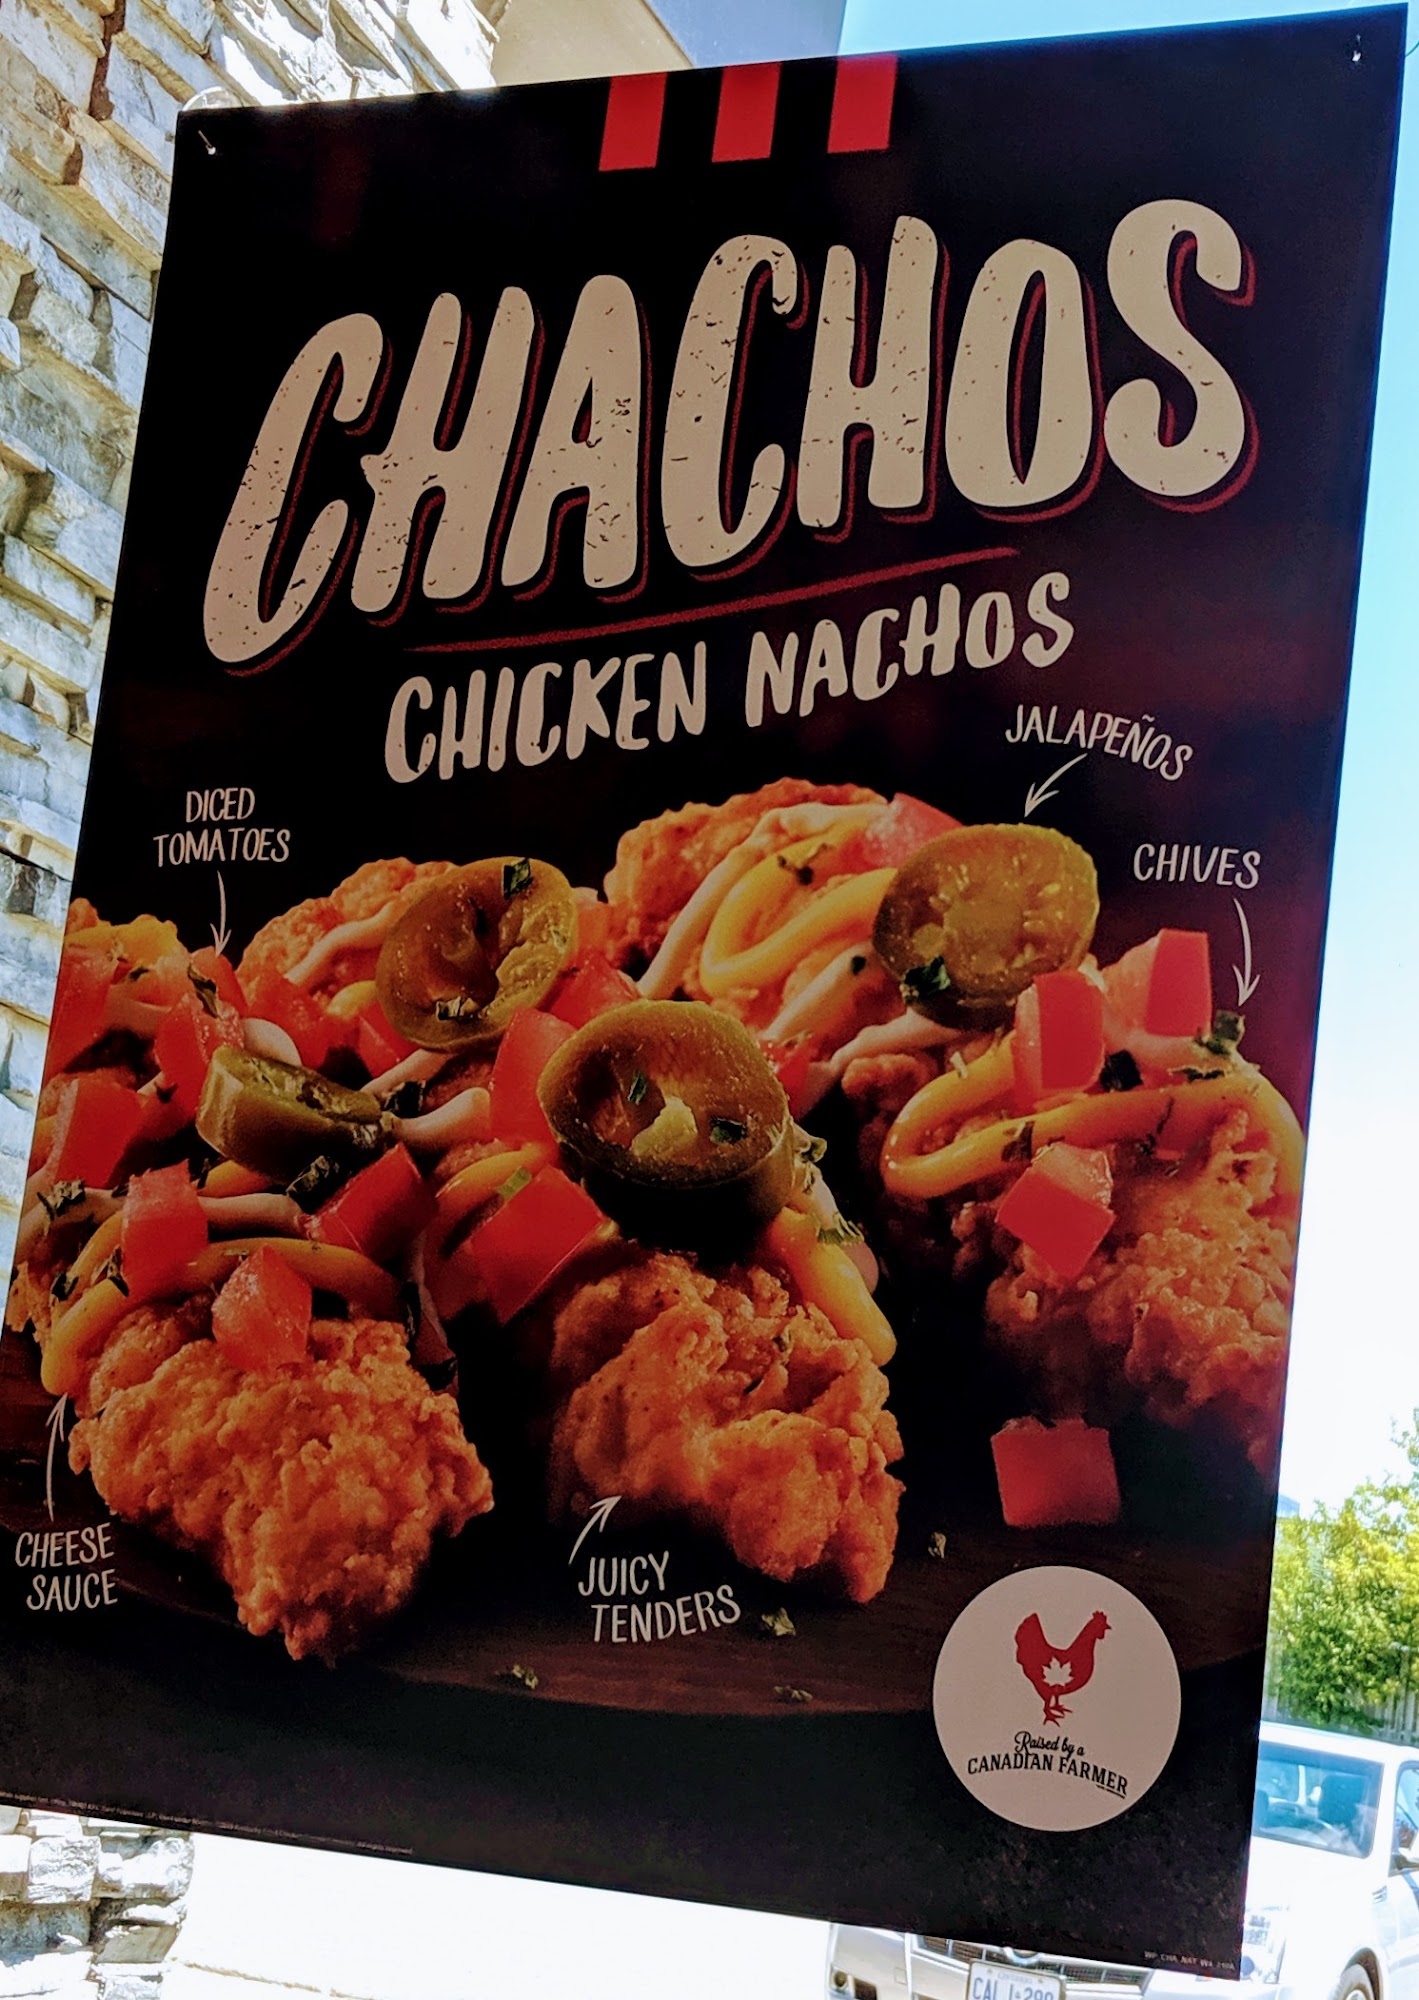 CHACHOS
CHICKEN NACHOS
JALAPEÑOS
DICED
TOMATOES
CHIVES
CHEESE
SAUCE
JUICY
TENDERS
Raised by a
CANADIAN FARMER